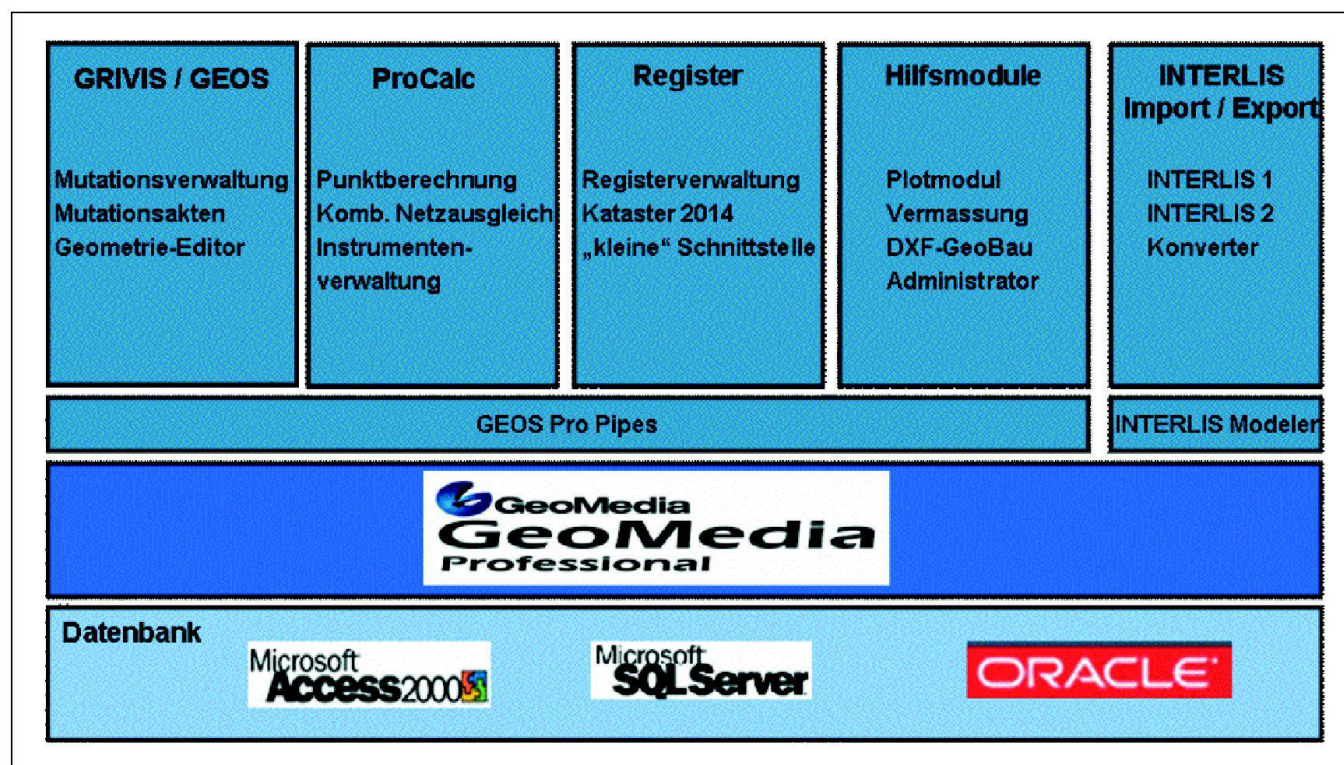 GRIVIS / GEOS
Mutationsverwaltung
Mutationsakten
Geometrie-Editor
ProCalc
Punktberechnung
Komb. Netzausgleich
Instrumenten-
verwaltung
Register
Registerverwaltung
Kataster 2014
„kleine“ Schnittstelle
Hilfsmodule
Plotmodul
Vermassung
DXF-GeoBau
Administrator
INTERLIS
Import / Export
INTERLIS 1
INTERLIS 2
Konverter
GEOS Pro Pipes
INTERLIS Modeler
GeoMedia
GeoMedia
Professional
Datenbank
Microsoft
Access2000
Microsoft
SQL Server
ORACLE